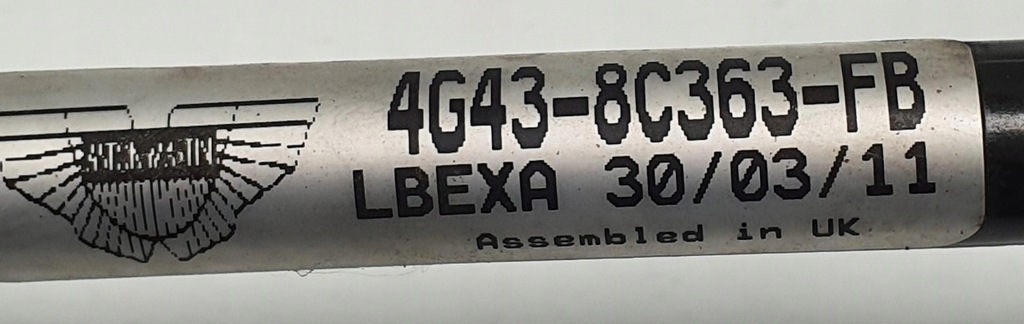 4G43-8C363-FB
LBEXA 30/03/11
Assembled in UK